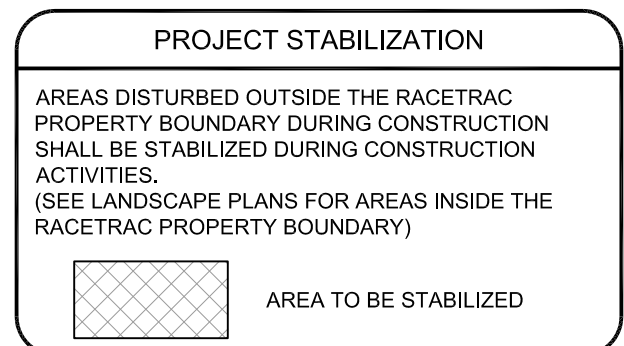 PROJECT STABILIZATION
AREAS DISTURBED OUTSIDE THE RACETRAC
PROPERTY BOUNDARY DURING CONSTRUCTION
SHALL BE STABILIZED DURING CONSTRUCTION
ACTIVITIES.
(SEE LANDSCAPE PLANS FOR AREAS INSIDE THE
RACETRAC PROPERTY BOUNDARY)
AREA TO BE STABILIZED